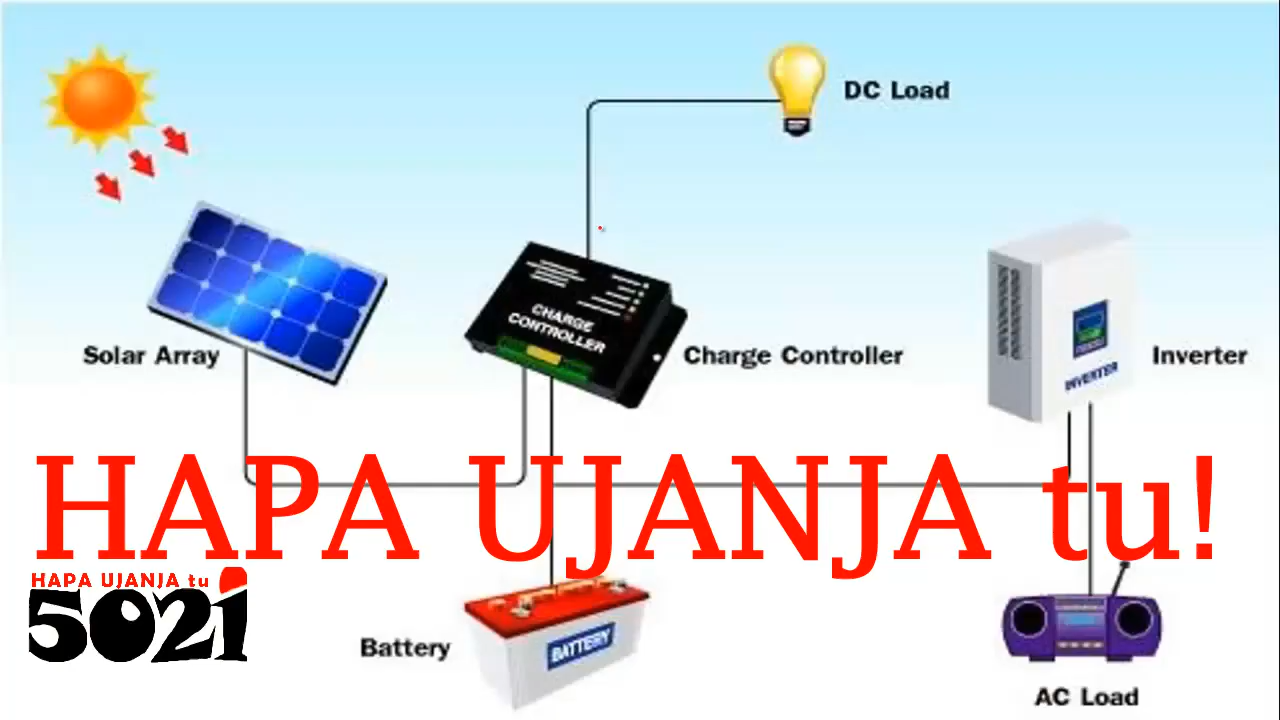 DC Load
CHARGE
CONTROLLER
Solar Array
Charge Controller
INVERTER
Inverter
HAPA UJANJA tu!
HAPA UJANJA tu
5021
Battery
BATTERY
AC Load